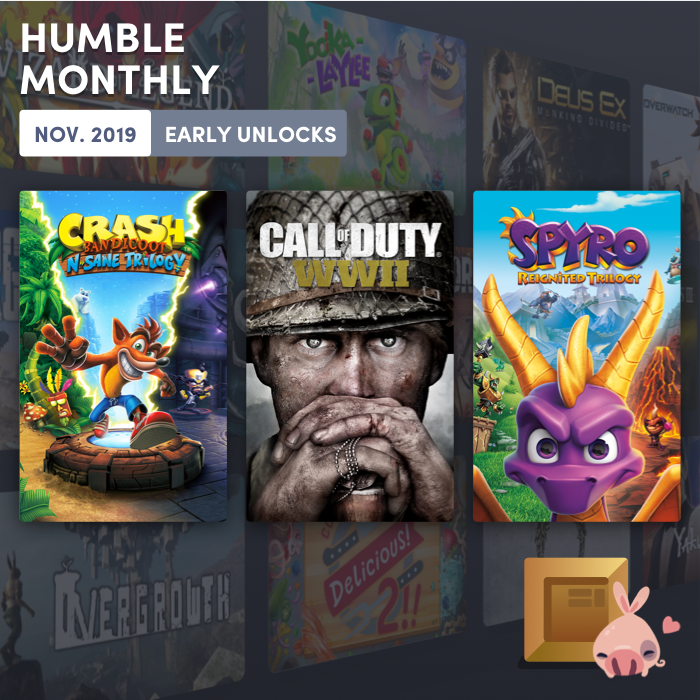 HUMBLE
MONTHLY
NOV. 2019 EARLY UNLOCKS
Yooka
-LAYLEE
DEUS EX
MANKIND DIVIDED
OVERWATCH
CRASH
BANDICOOT
N. SANE TRILOGY
CALL OF DUTY
WWII
SPYRO
REIGNITED TRILOGY
OVERGROWTH
Delicious!
2!!